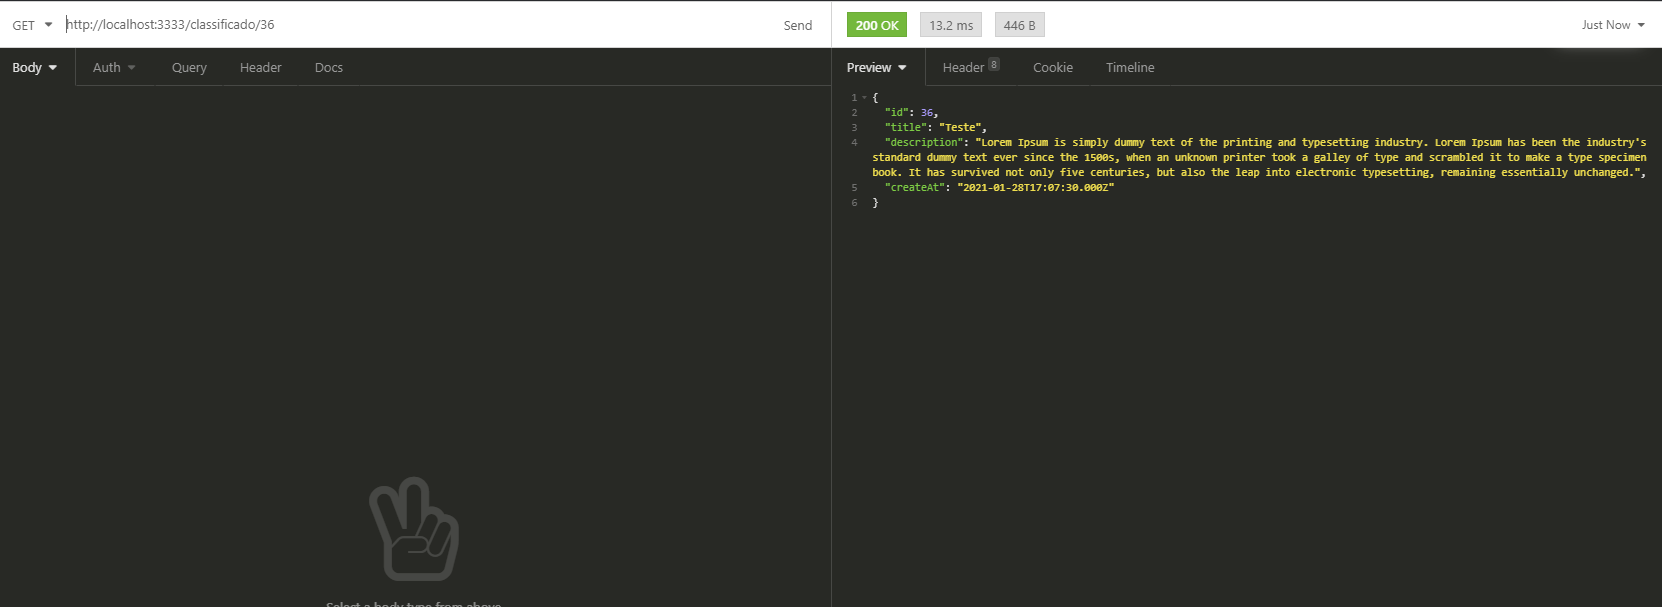 GET http://localhost:3333/classificado/36 Send 200 OK 13.2 ms 446 B Just Now
Body Auth Query Header Docs Preview Header 8 Cookie Timeline
1 {
2 "id": 36,
3 "title": "Teste",
4 "description": "Lorem Ipsum is simply dummy text of the printing and typesetting industry. Lorem Ipsum has been the industry's
standard dummy text ever since the 1500s, when an unknown printer took a galley of type and scrambled it to make a type specimen
book. It has survived not only five centuries, but also the leap into electronic typesetting, remaining essentially unchanged.",
5 "createAt": "2021-01-28T17:07:30.000Z"
6 }
Select a body type from above